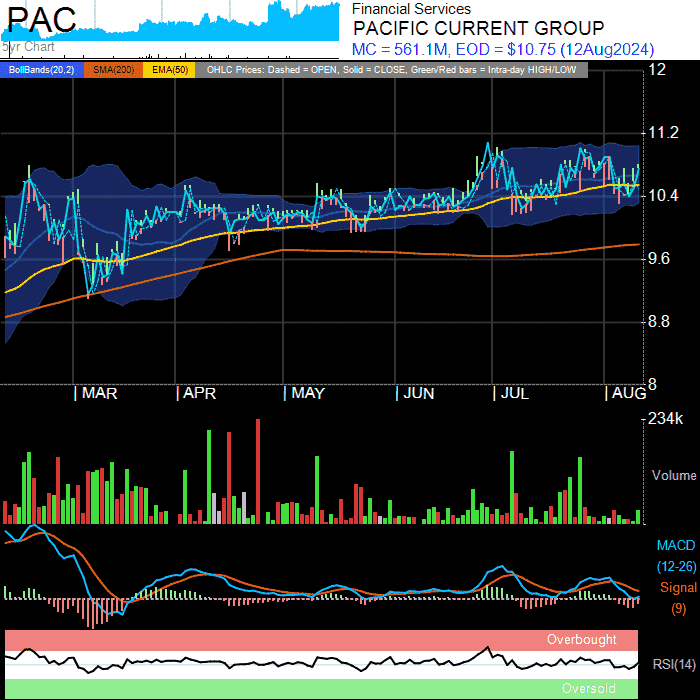 PAC
5yr Chart
Financial Services
PACIFIC CURRENT GROUP
MC = 561.1M, EOD = $10.75 (12Aug2024)
BollBands(20,2) SMA(200) EMA(50) OHLC Prices: Dashed = OPEN, Solid = CLOSE, Green/Red bars = Intra-day HIGH/LOW
12
11.2
10.4
9.6
8.8
8
| MAR | APR | MAY | JUN | JUL | AUG
234k
Volume
MACD
(12-26)
Signal
(9)
Overbought
RSI(14)
Oversold